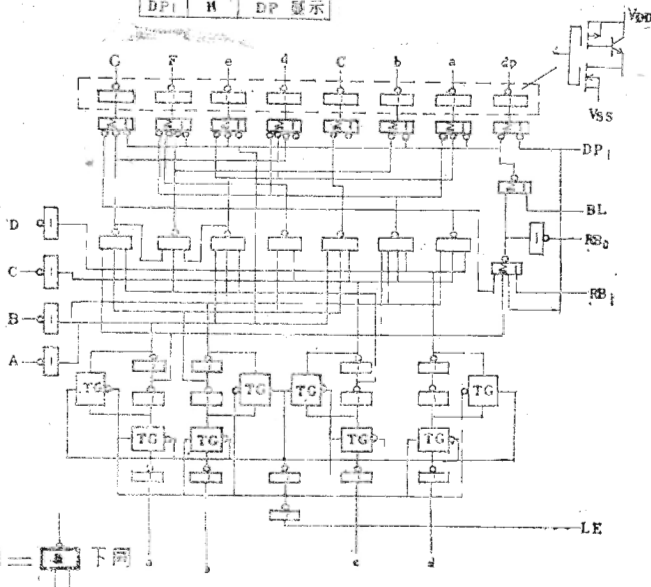 DP₁ H DP 显示
V_DD
G F e d C b a dp
V_SS
DP₁
BL
D
RB₀
C
RB₁
B
A
TG TG TG TG
TG TG TG TG
LE
a b c d
& 下同